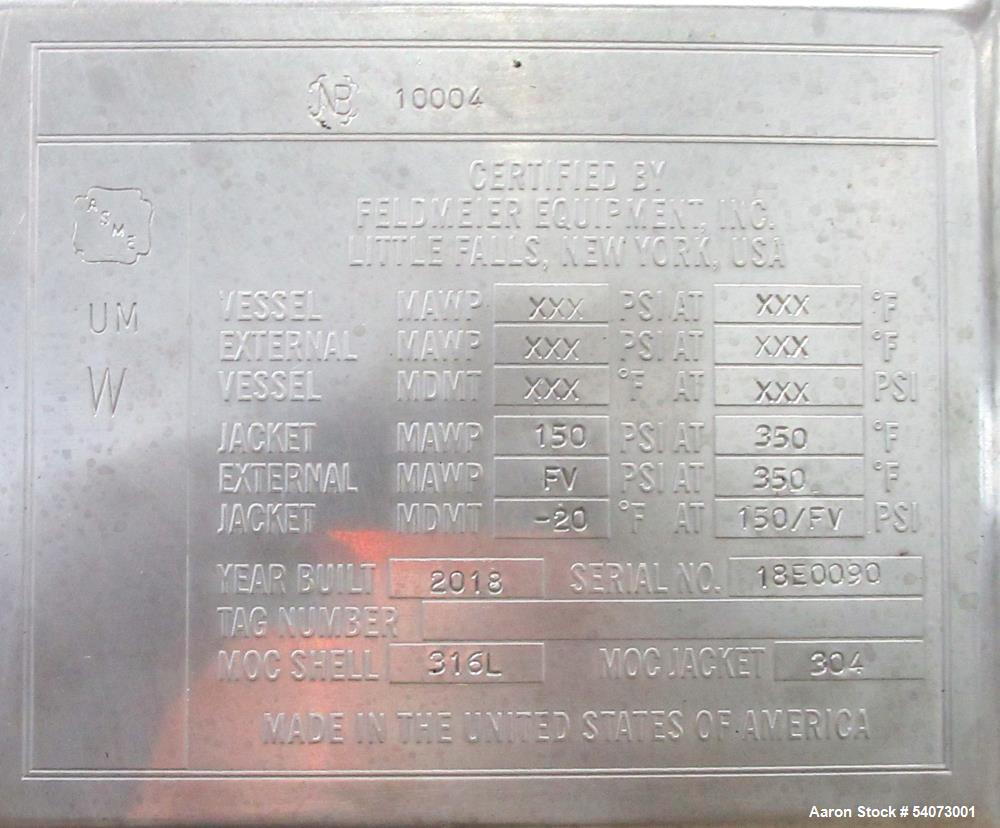 NB 10004
CERTIFIED BY
FELDMEIER EQUIPMENT, INC.
LITTLE FALLS, NEW YORK, USA
ASME
UM
W
VESSEL MAWP XXX PSI AT XXX °F
EXTERNAL MAWP XXX PSI AT XXX °F
VESSEL MDMT XXX °F AT XXX PSI
JACKET MAWP 150 PSI AT 350 °F
EXTERNAL MAWP FV PSI AT 350 °F
JACKET MDMT -20 °F AT 150/FV PSI
YEAR BUILT 2018 SERIAL NO. 18E0090
TAG NUMBER
MOC SHELL 316L MOC JACKET 304
MADE IN THE UNITED STATES OF AMERICA
Aaron Stock # 54073001